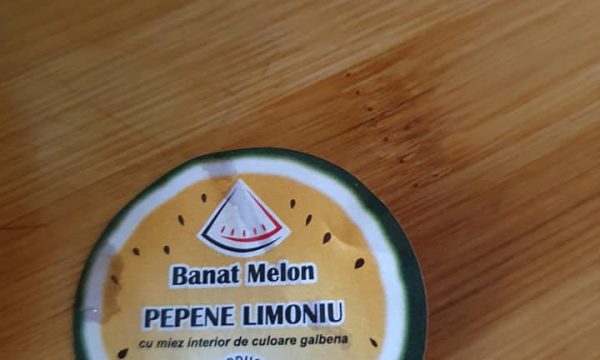 Banat Melon
PEPENE LIMONIU
cu miez interior de culoare galbena